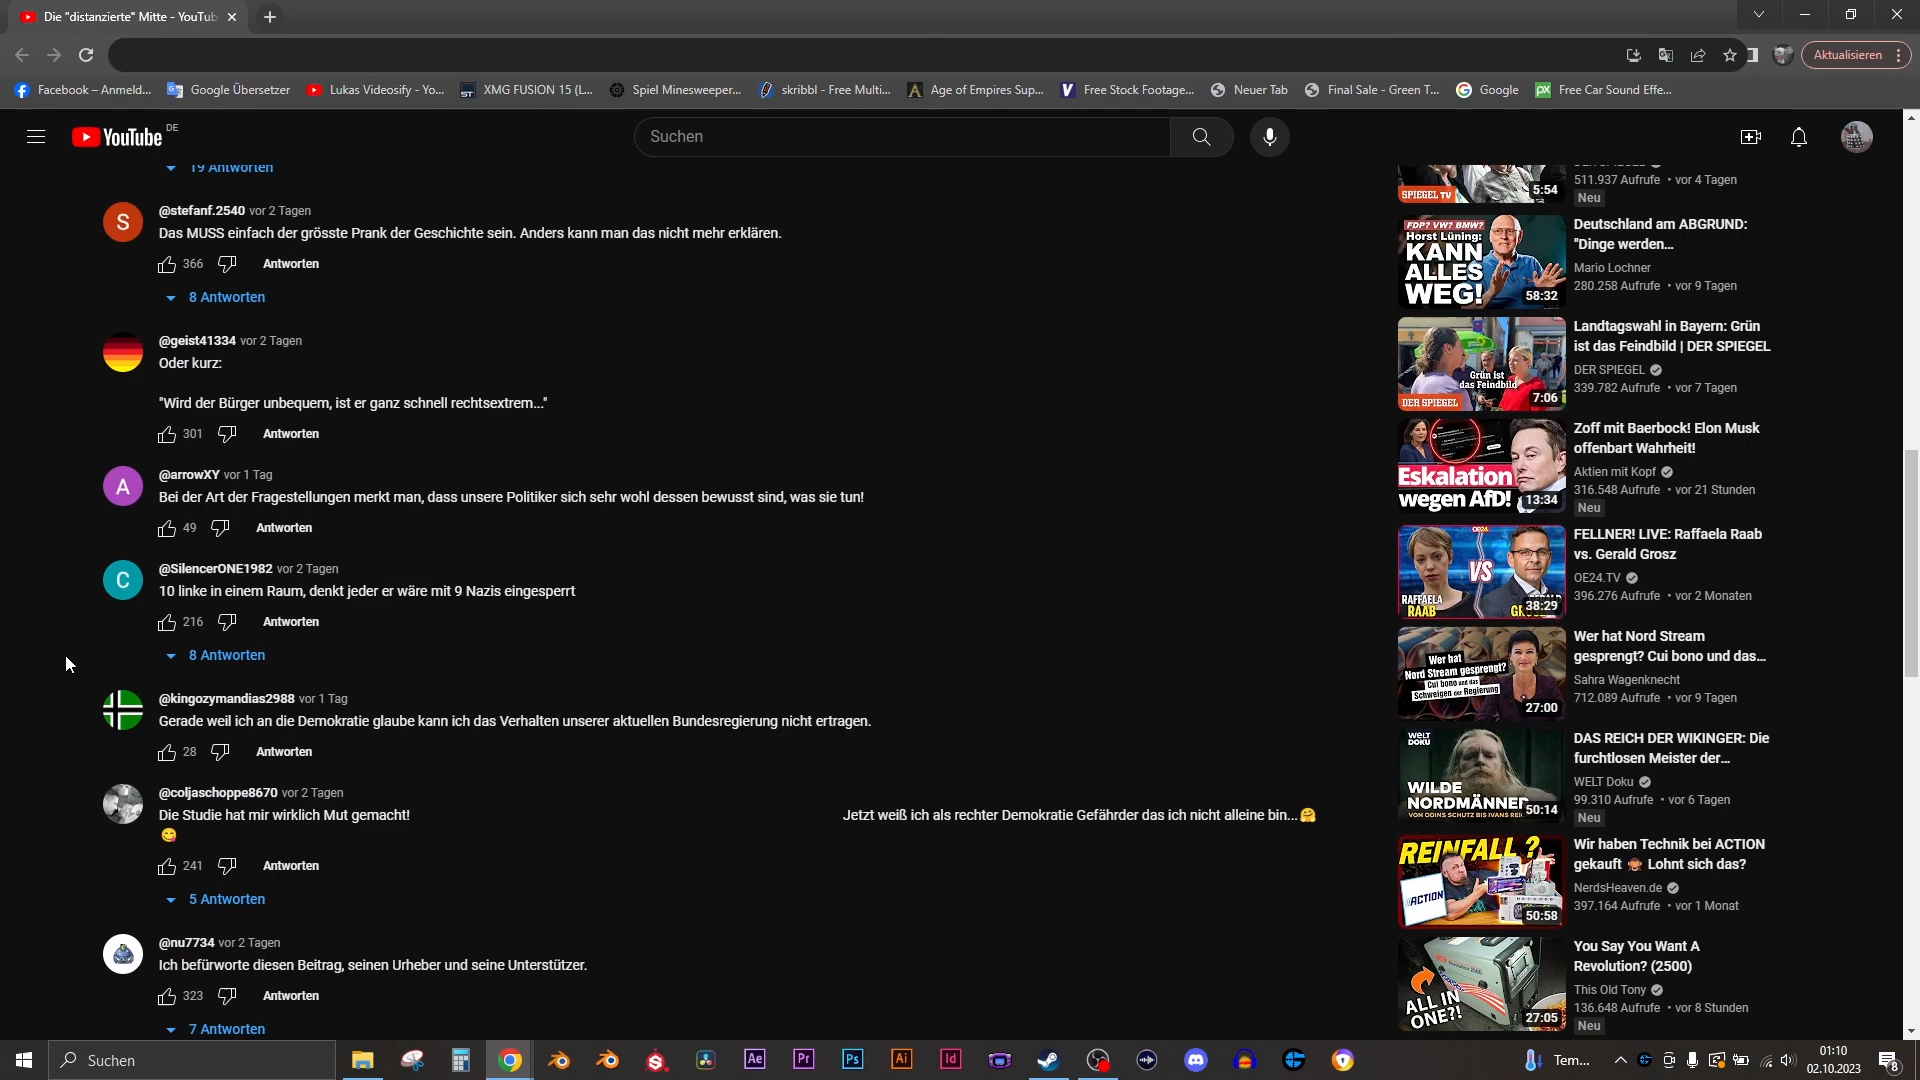 Die "distanzierte" Mitte - YouTub
Aktualisieren
Facebook – Anmeld...
Google Übersetzer
Lukas Videosify - Yo...
XMG FUSION 15 (L...
Spiel Minesweeper...
skribbl - Free Multi...
Age of Empires Sup...
Free Stock Footage...
Neuer Tab
Final Sale - Green T...
Google
Free Car Sound Effe...
YouTube DE
Suchen
19 Antworten
@stefanf.2540 vor 2 Tagen
Das MUSS einfach der grösste Prank der Geschichte sein. Anders kann man das nicht mehr erklären.
366 Antworten
8 Antworten
@geist41334 vor 2 Tagen
Oder kurz:
"Wird der Bürger unbequem, ist er ganz schnell rechtsextrem..."
301 Antworten
A
@arrowXY vor 1 Tag
Bei der Art der Fragestellungen merkt man, dass unsere Politiker sich sehr wohl dessen bewusst sind, was sie tun!
49 Antworten
C
@SilencerONE1982 vor 2 Tagen
10 linke in einem Raum, denkt jeder er wäre mit 9 Nazis eingesperrt
216 Antworten
8 Antworten
@kingozymandias2988 vor 1 Tag
Gerade weil ich an die Demokratie glaube kann ich das Verhalten unserer aktuellen Bundesregierung nicht ertragen.
28 Antworten
@coljaschoppe8670 vor 2 Tagen
Die Studie hat mir wirklich Mut gemacht! Jetzt weiß ich als rechter Demokratie Gefährder das ich nicht alleine bin...🤗
😋
241 Antworten
5 Antworten
@nu7734 vor 2 Tagen
Ich befürworte diesen Beitrag, seinen Urheber und seine Unterstützer.
323 Antworten
7 Antworten
SPIEGEL TV
5:54
511.937 Aufrufe • vor 4 Tagen
Neu
FDP? VW? BMW?
Horst Lüning:
KANN
ALLES
WEG!
58:32
Deutschland am ABGRUND:
"Dinge werden...
Mario Lochner
280.258 Aufrufe • vor 9 Tagen
Grün ist
das Feindbild
DER SPIEGEL
7:06
Landtagswahl in Bayern: Grün
ist das Feindbild | DER SPIEGEL
DER SPIEGEL
339.782 Aufrufe • vor 7 Tagen
Eskalation
wegen AfD!
13:34
Zoff mit Baerbock! Elon Musk
offenbart Wahrheit!
Aktien mit Kopf
316.548 Aufrufe • vor 21 Stunden
Neu
OE24
VS
RAFFAELA
RAAB
38:29
FELLNER! LIVE: Raffaela Raab
vs. Gerald Grosz
OE24.TV
396.276 Aufrufe • vor 2 Monaten
Wer hat
Nord Stream gesprengt?
Cui bono und das
Schweigen der Regierung
27:00
Wer hat Nord Stream
gesprengt? Cui bono und das...
Sahra Wagenknecht
712.089 Aufrufe • vor 9 Tagen
WELT
DOKU
WILDE
NORDMÄNNER
50:14
DAS REICH DER WIKINGER: Die
furchtlosen Meister der...
WELT Doku
99.310 Aufrufe • vor 6 Tagen
Neu
REINFALL ?
ACTION
50:58
Wir haben Technik bei ACTION
gekauft 🙈 Lohnt sich das?
NerdsHeaven.de
397.164 Aufrufe • vor 1 Monat
ALL IN
ONE?!
27:05
You Say You Want A
Revolution? (2500)
This Old Tony
136.648 Aufrufe • vor 8 Stunden
Neu
Suchen
Ae
Pr
Ps
Ai
Id
Tem...
01:10
02.10.2023
8